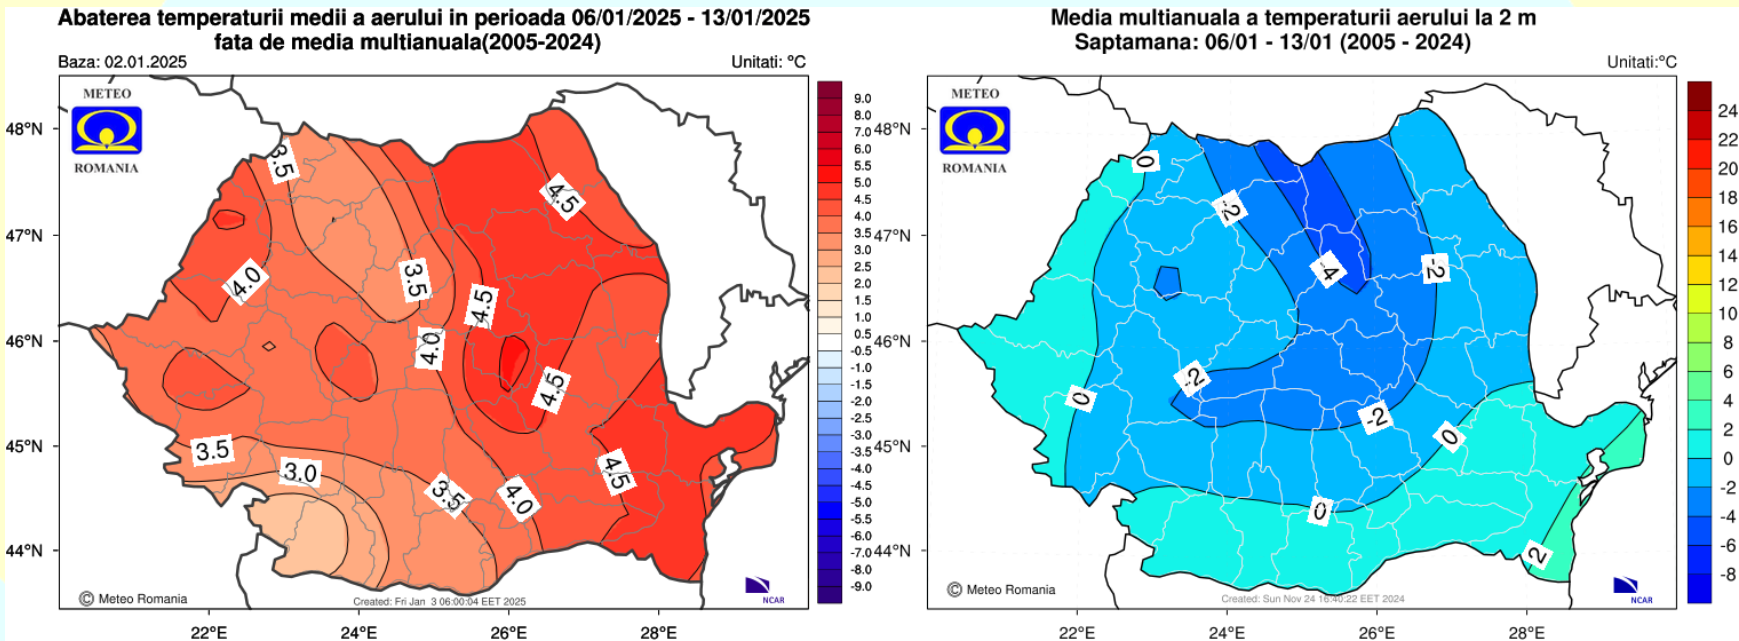 Abaterea temperaturii medii a aerului in perioada 06/01/2025 - 13/01/2025
fata de media multianuala(2005-2024)
Baza: 02.01.2025
Unitati: °C
METEO
ROMANIA
48°N
47°N
46°N
45°N
44°N
3.5
4.5
4.0
3.5
4.5
4.0
4.5
3.5
3.0
3.5
4.0
4.5
9.0
8.0
7.0
6.0
5.5
5.0
4.5
4.0
3.5
3.0
2.5
2.0
1.5
1.0
0.5
-0.5
-1.0
-1.5
-2.0
-2.5
-3.0
-3.5
-4.0
-4.5
-5.0
-5.5
-6.0
-7.0
-8.0
-9.0
© Meteo Romania
Created: Fri Jan 3 06:00:04 EET 2025
NCAR
22°E
24°E
26°E
28°E
Media multianuala a temperaturii aerului la 2 m
Saptamana: 06/01 - 13/01 (2005 - 2024)
Unitati:°C
METEO
ROMANIA
48°N
47°N
46°N
45°N
44°N
0
-2
-4
-2
-2
0
-2
0
0
2
24
22
20
18
16
14
12
10
8
6
4
2
0
-2
-4
-6
-8
© Meteo Romania
Created: Sun Nov 24 16:40:22 EET 2024
NCAR
22°E
24°E
26°E
28°E